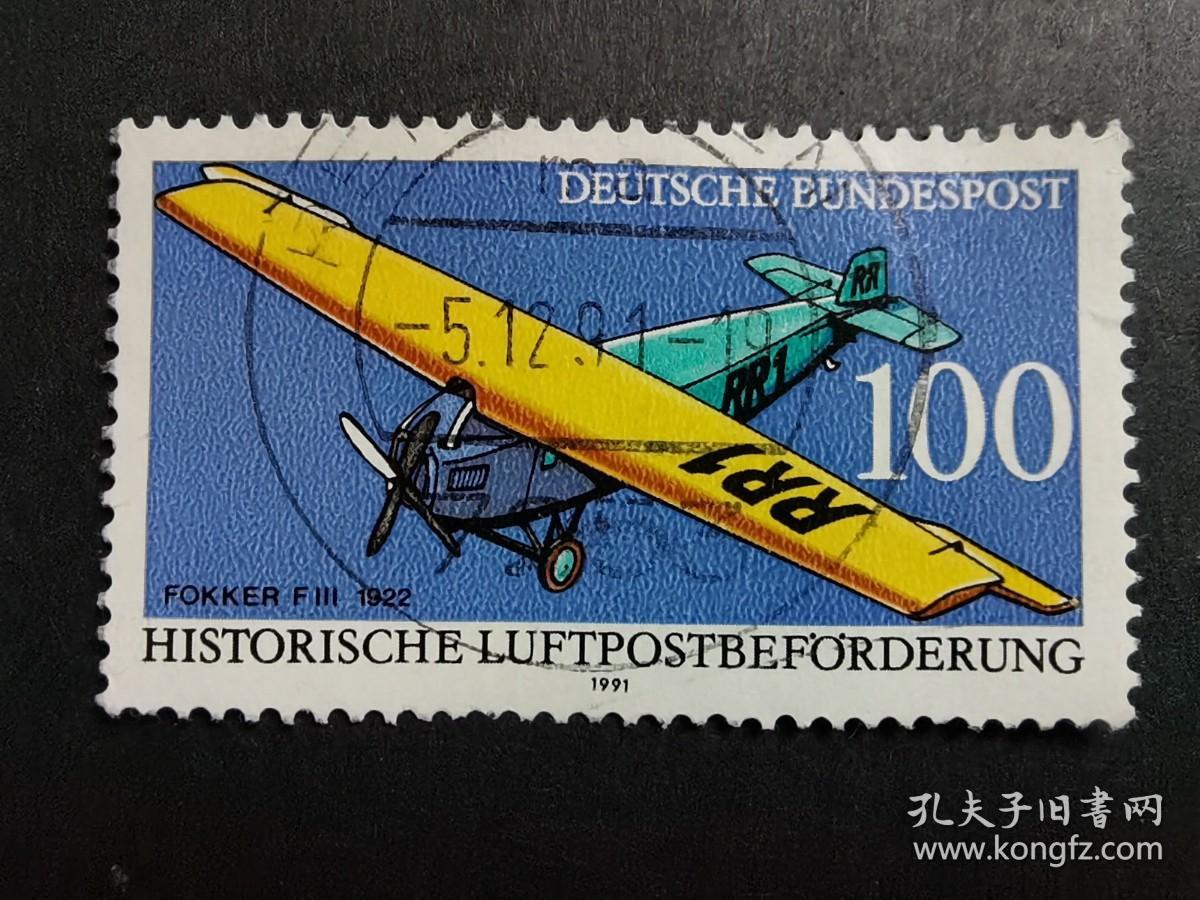 DEUTSCHE BUNDESPOST
RR
-5.12.91-19
RR1
100
RR1
FOKKER F III 1922
HISTORISCHE LUFTPOSTBEFÖRDERUNG
1991
孔夫子旧書网
www.kongfz.com